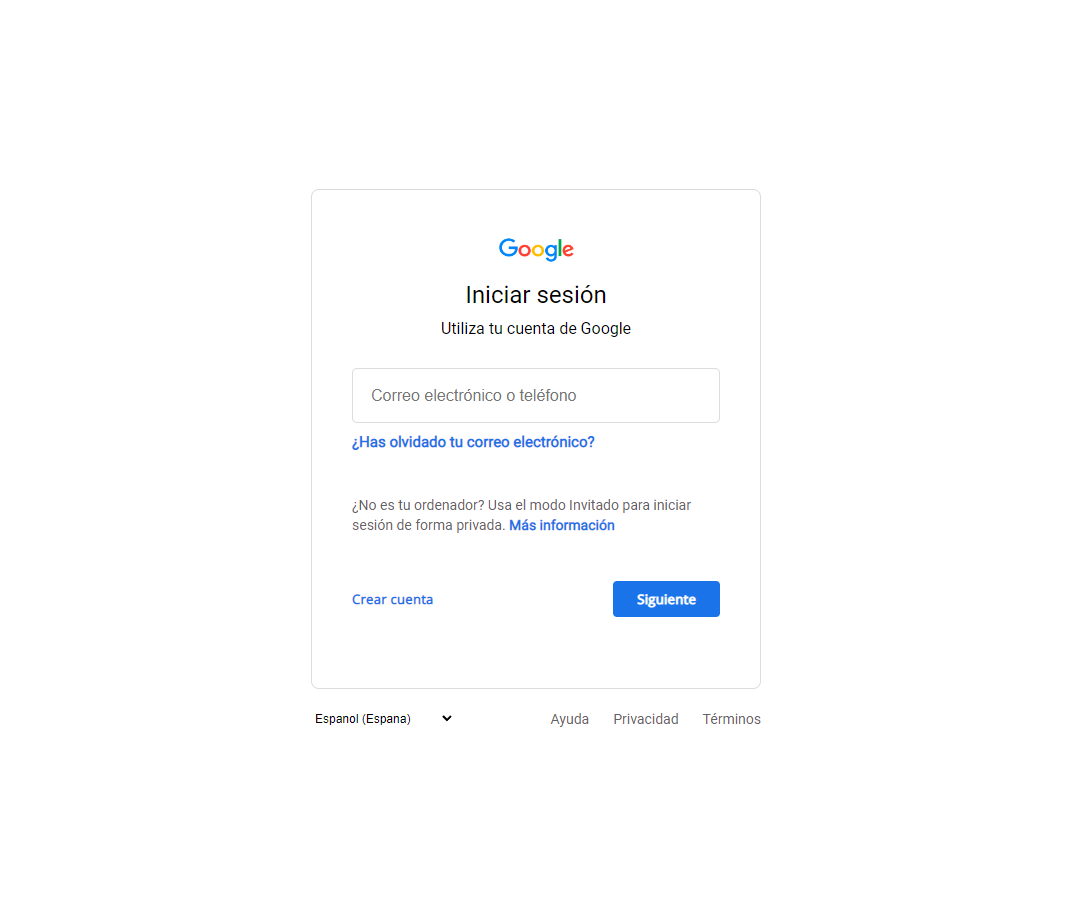 Google
Iniciar sesión
Utiliza tu cuenta de Google
Correo electrónico o teléfono
¿Has olvidado tu correo electrónico?
¿No es tu ordenador? Usa el modo Invitado para iniciar
sesión de forma privada. Más información
Crear cuenta
Siguiente
Espanol (Espana)
Ayuda
Privacidad
Términos